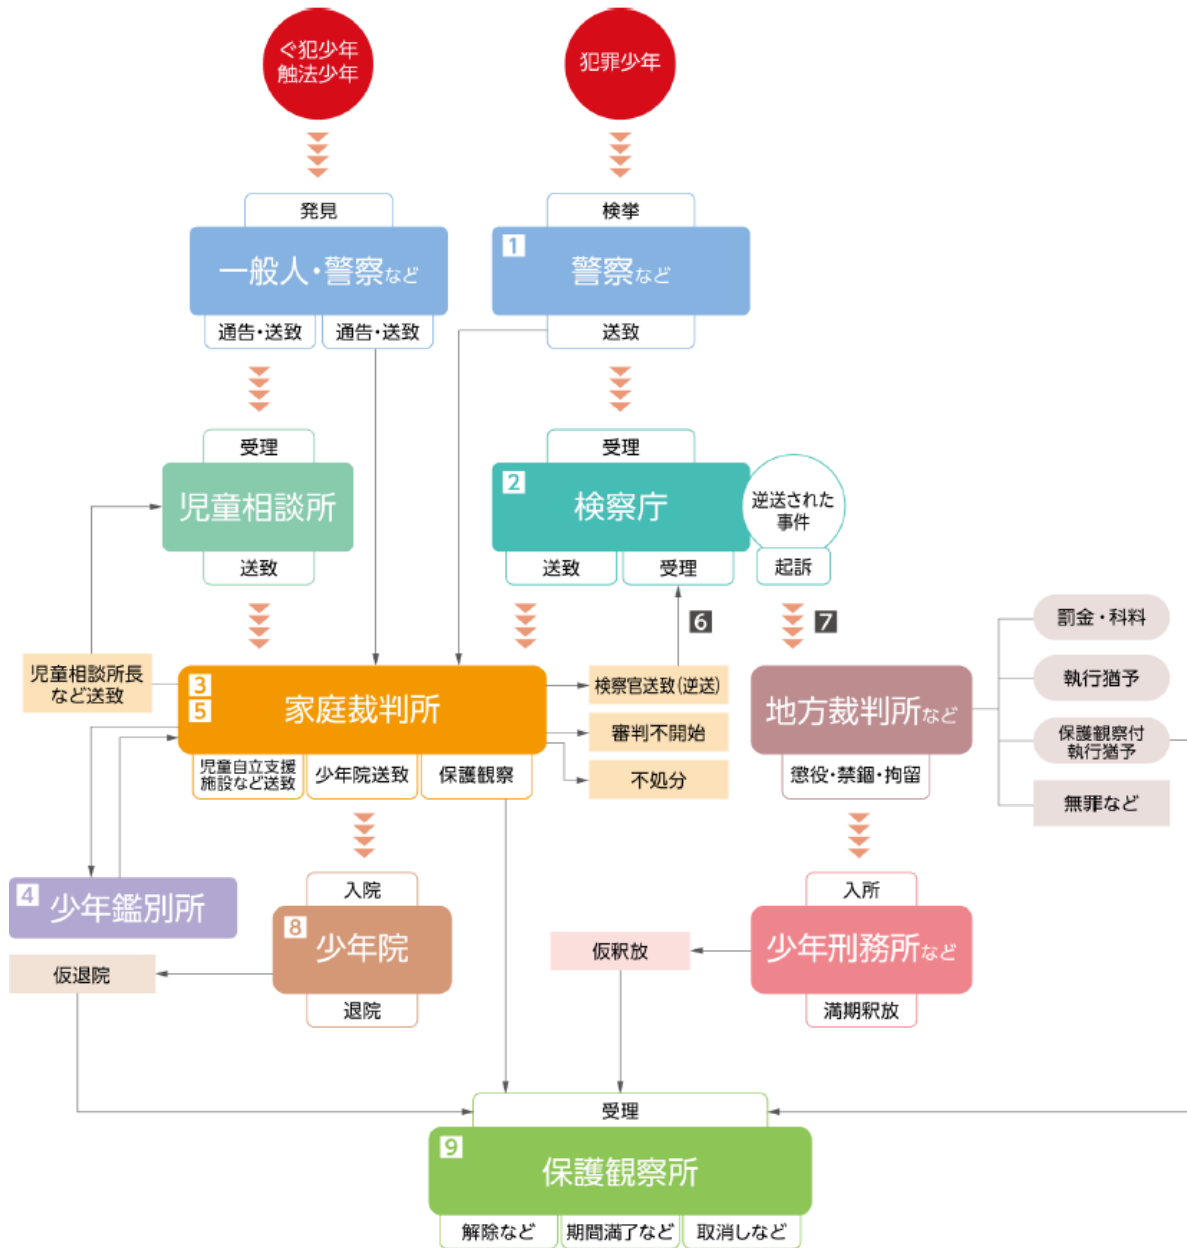 ぐ犯少年
触法少年
犯罪少年
発見
一般人・警察など
通告・送致
通告・送致
検挙
1
警察など
送致
受理
児童相談所
送致
受理
2
検察庁
送致
受理
逆送された
事件
起訴
6
7
児童相談所長
など送致
3
5
家庭裁判所
児童自立支援
施設など送致
少年院送致
保護観察
検察官送致(逆送)
審判不開始
不処分
地方裁判所など
懲役・禁錮・拘留
罰金・科料
執行猶予
保護観察付
執行猶予
無罪など
4
少年鑑別所
入院
8
少年院
退院
仮退院
入所
少年刑務所など
満期釈放
仮釈放
受理
9
保護観察所
解除など
期間満了など
取消しなど